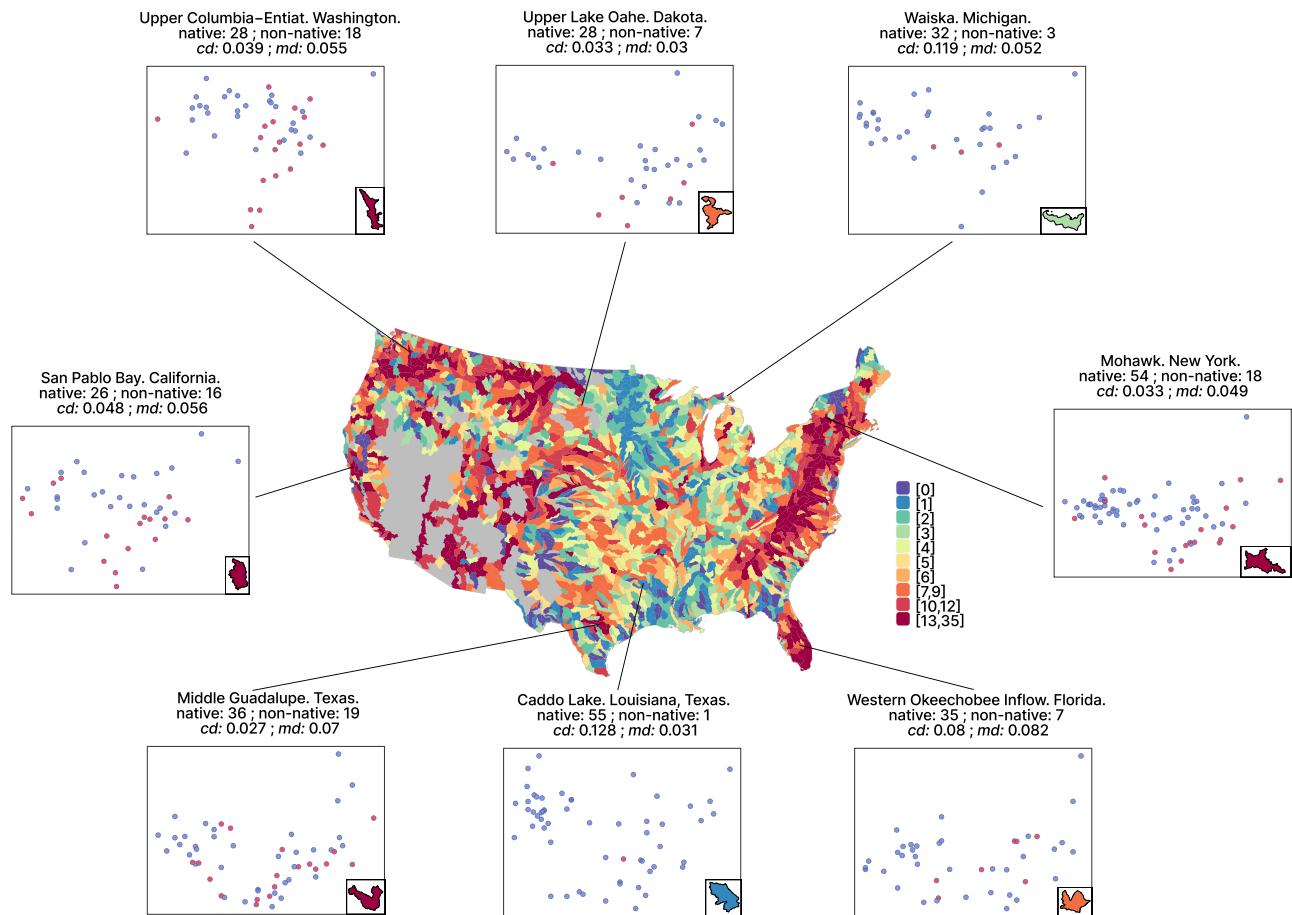 Upper Columbia–Entiat. Washington.
native: 28 ; non-native: 18
cd: 0.039 ; md: 0.055
Upper Lake Oahe. Dakota.
native: 28 ; non-native: 7
cd: 0.033 ; md: 0.03
Waiska. Michigan.
native: 32 ; non-native: 3
cd: 0.119 ; md: 0.052
San Pablo Bay. California.
native: 26 ; non-native: 16
cd: 0.048 ; md: 0.056
Mohawk. New York.
native: 54 ; non-native: 18
cd: 0.033 ; md: 0.049
[0]
[1]
[2]
[3]
[4]
[5]
[6]
[7,9]
[10,12]
[13,35]
Middle Guadalupe. Texas.
native: 36 ; non-native: 19
cd: 0.027 ; md: 0.07
Caddo Lake. Louisiana, Texas.
native: 55 ; non-native: 1
cd: 0.128 ; md: 0.031
Western Okeechobee Inflow. Florida.
native: 35 ; non-native: 7
cd: 0.08 ; md: 0.082